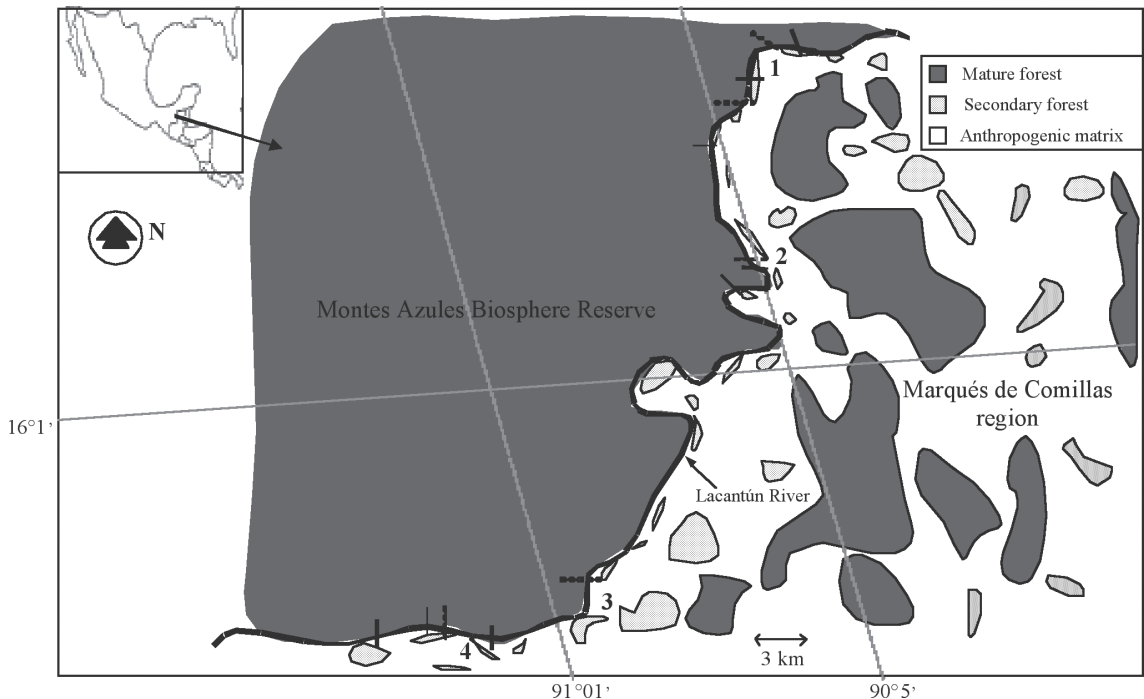 1
Mature forest
Secondary forest
Anthropogenic matrix
N
2
Montes Azules Biosphere Reserve
Marqués de Comillas
region
16°1’
Lacantún River
3
4
3 km
91°01’
90°5’